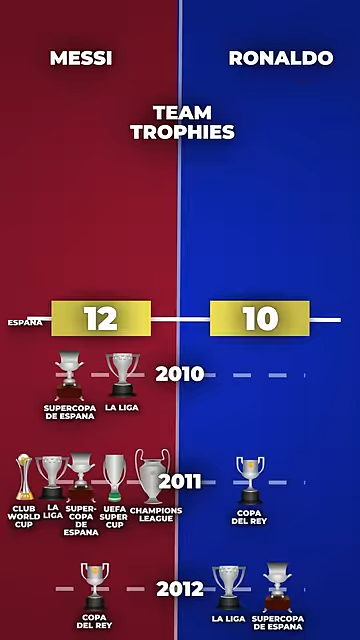 MESSI
RONALDO
TEAM
TROPHIES
ESPAÑA
12
10
2010
SUPERCOPA
DE ESPANA
LA LIGA
2011
CLUB
WORLD
CUP
LA
LIGA
SUPER-
COPA
DE
ESPANA
UEFA
SUPER
CUP
CHAMPIONS
LEAGUE
COPA
DEL REY
2012
COPA
DEL REY
LA LIGA
SUPERCOPA
DE ESPANA